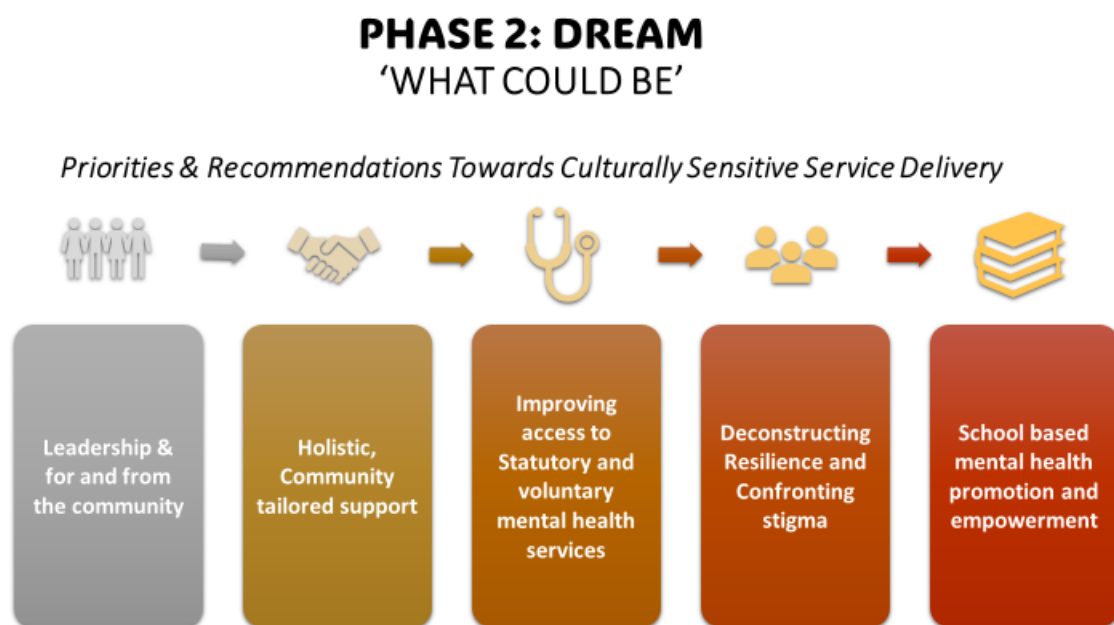 PHASE 2: DREAM
‘WHAT COULD BE’
Priorities & Recommendations Towards Culturally Sensitive Service Delivery
Leadership &
for and from
the community
Holistic,
Community
tailored support
Improving
access to
Statutory and
voluntary
mental health
services
Deconstructing
Resilience and
Confronting
stigma
School based
mental health
promotion and
empowerment